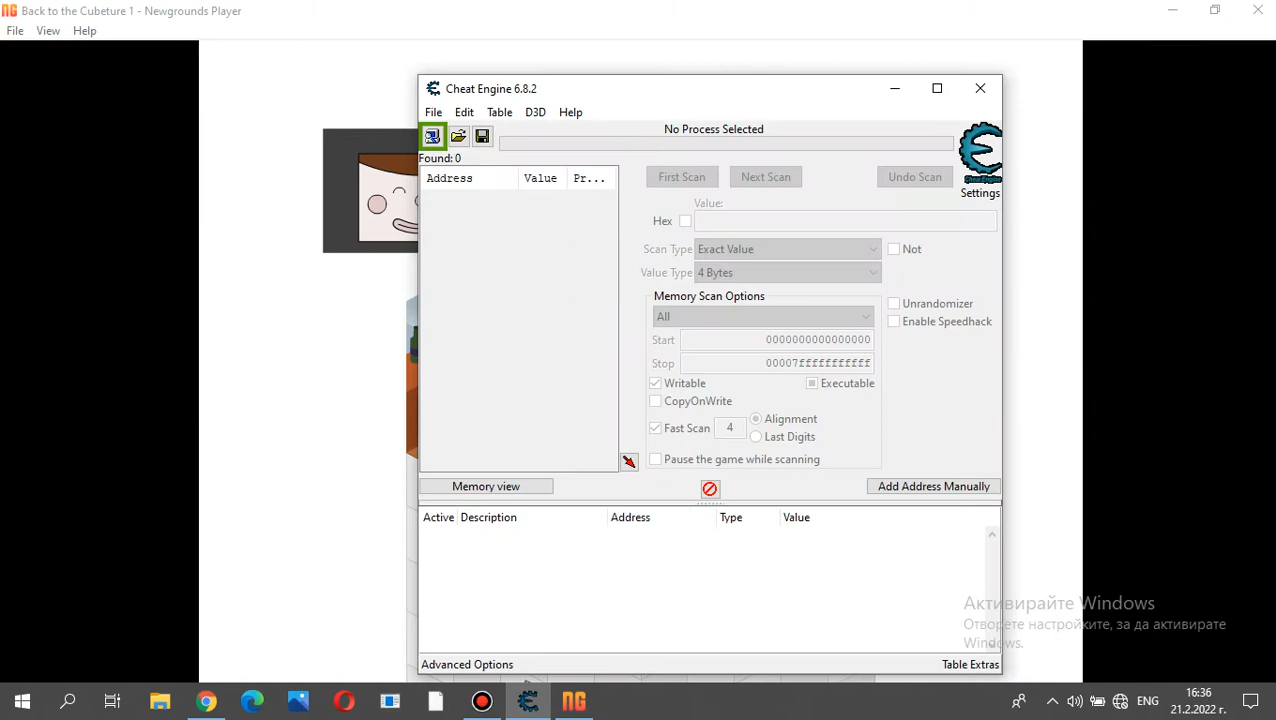 Back to the Cubeture 1 - Newgrounds Player
File View Help
Cheat Engine 6.8.2
File Edit Table D3D Help
No Process Selected
Found: 0
Address Value Pr...
First Scan Next Scan Undo Scan
Cheat Engine
Settings
Value:
Hex
Scan Type Exact Value Not
Value Type 4 Bytes
Memory Scan Options
All
Unrandomizer
Enable Speedhack
Start 0000000000000000
Stop 00007fffffffffff
Writable Executable
CopyOnWrite
Fast Scan 4 Alignment
Last Digits
Pause the game while scanning
Memory view Add Address Manually
Active Description Address Type Value
Активирайте Windows
Отворете настройките, за да активирате
Windows.
Advanced Options Table Extras
NG
ЕНГ
16:36
21.2.2022 г.